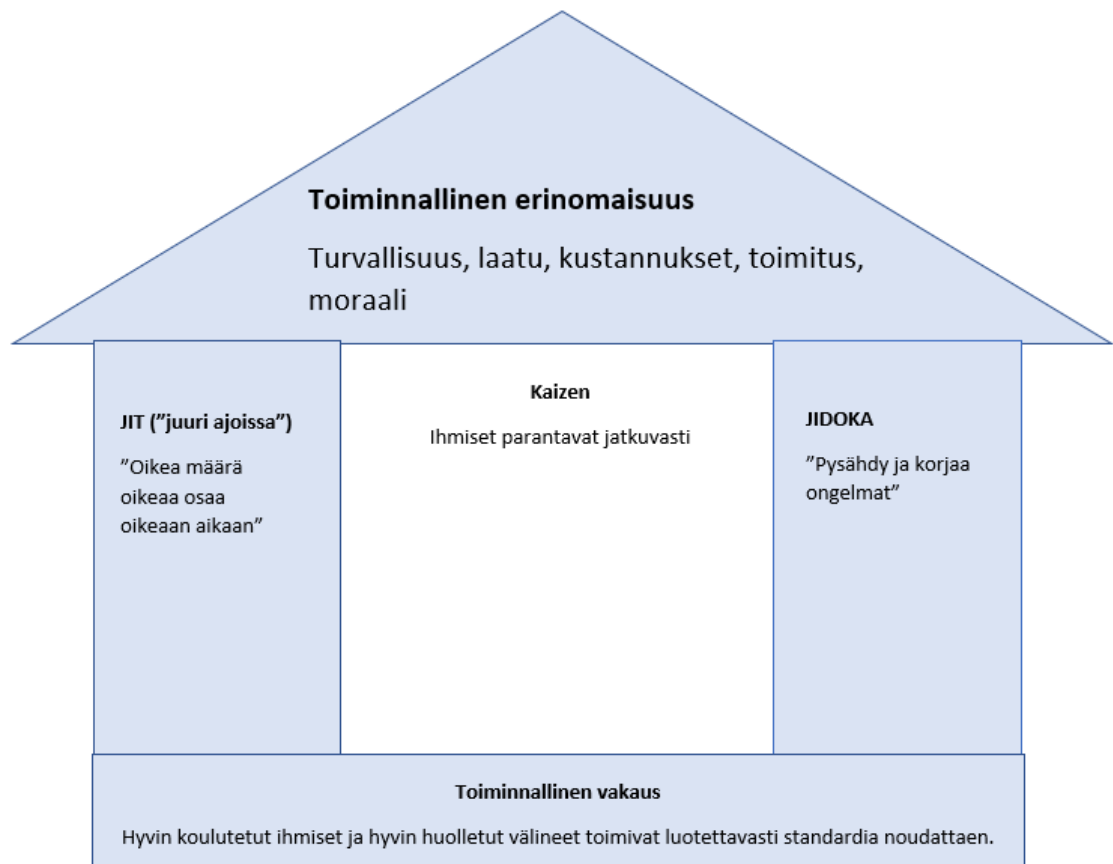 Toiminnallinen erinomaisuus
Turvallisuus, laatu, kustannukset, toimitus,
moraali
JIT (”juuri ajoissa”)
”Oikea määrä
oikeaa osaa
oikeaan aikaan”
Kaizen
Ihmiset parantavat jatkuvasti
JIDOKA
”Pysähdy ja korjaa
ongelmat”
Toiminnallinen vakaus
Hyvin koulutetut ihmiset ja hyvin huolletut välineet toimivat luotettavasti standardia noudattaen.